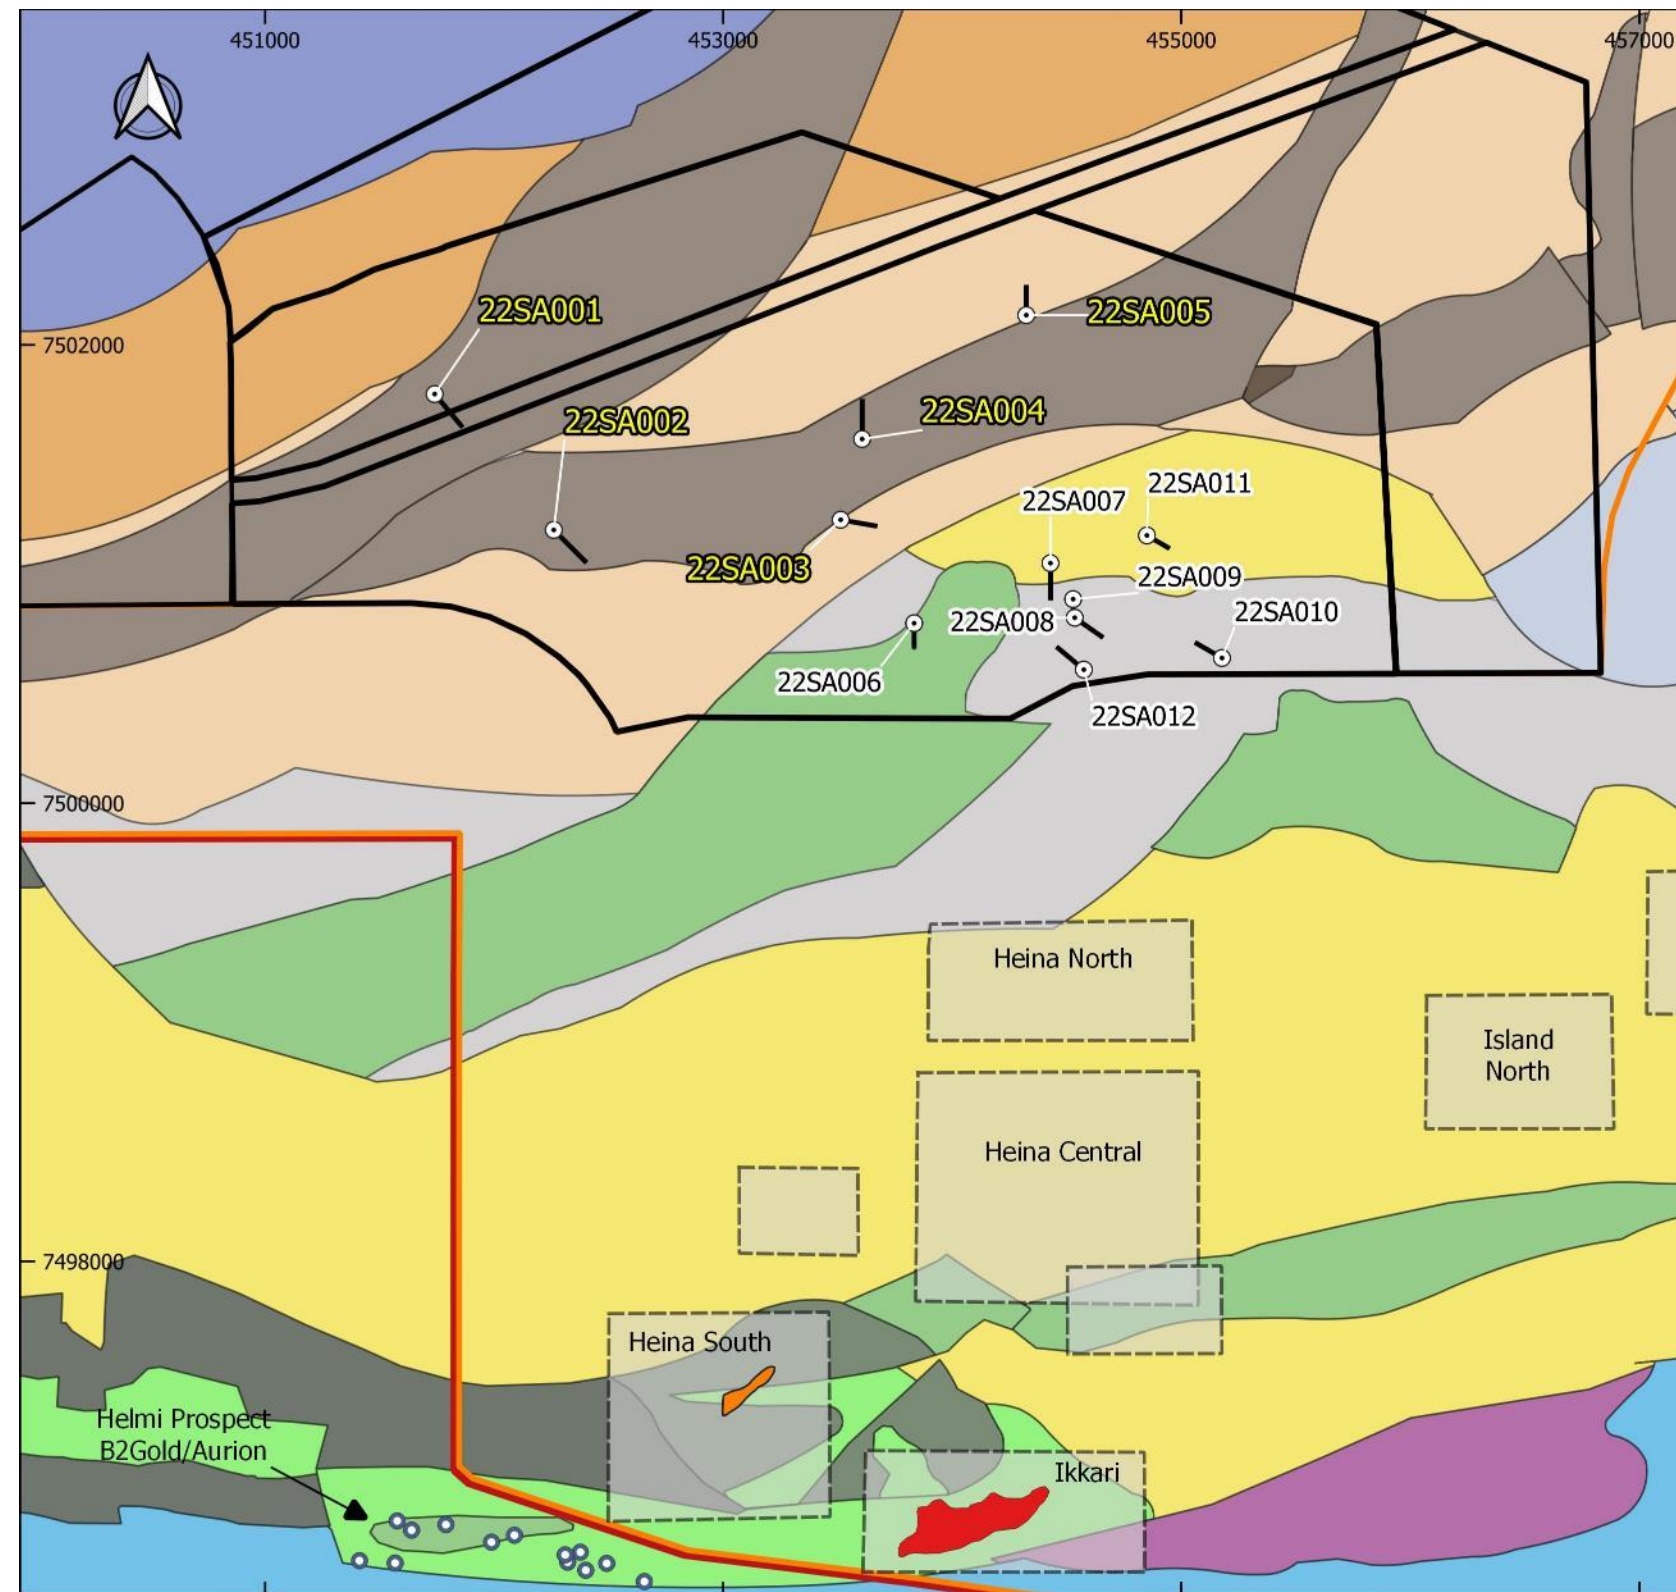 451000
453000
455000
457000
22SA001
22SA005
7502000
22SA002
22SA004
22SA011
22SA007
22SA003
22SA009
22SA010
22SA008
22SA006
22SA012
7500000
Heina North
Island
North
Heina Central
7498000
Heina South
Helmi Prospect
B2Gold/Aurion
Ikkari